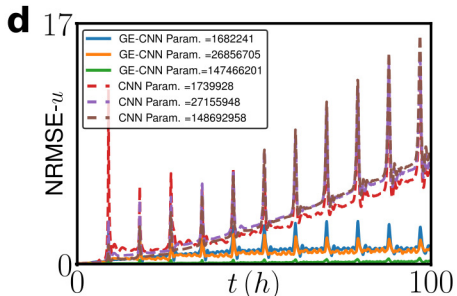 d
17
GE-CNN Param. =1682241
GE-CNN Param.=26856705
GE-CNN Param.=147466201
CNN Param. =1739928
CNN Param. =27155948
CNN Param. =148692958
NRMSE-u
0
0
t (h)
100